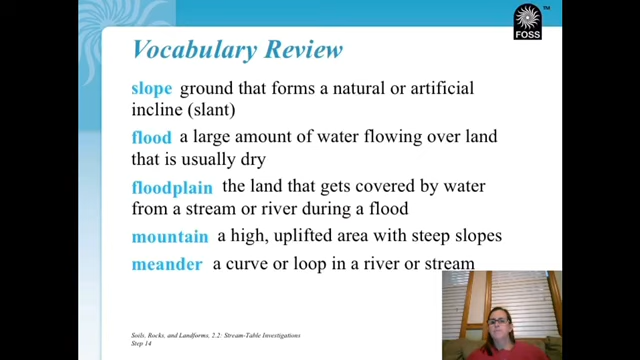 FOSS
TM
Vocabulary Review
slope ground that forms a natural or artificial
incline (slant)
flood a large amount of water flowing over land
that is usually dry
floodplain the land that gets covered by water
from a stream or river during a flood
mountain a high, uplifted area with steep slopes
meander a curve or loop in a river or stream
Soils, Rocks, and Landforms, 2.2: Stream-Table Investigations
Step 14